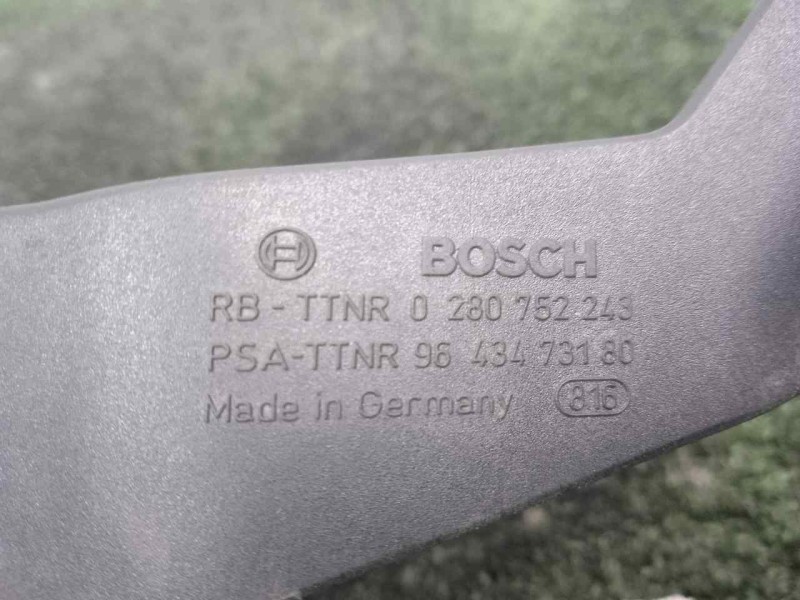 BOSCH
RB - TTNR 0 280 752 243
PSA-TTNR 96 434 731 80
Made in Germany 816